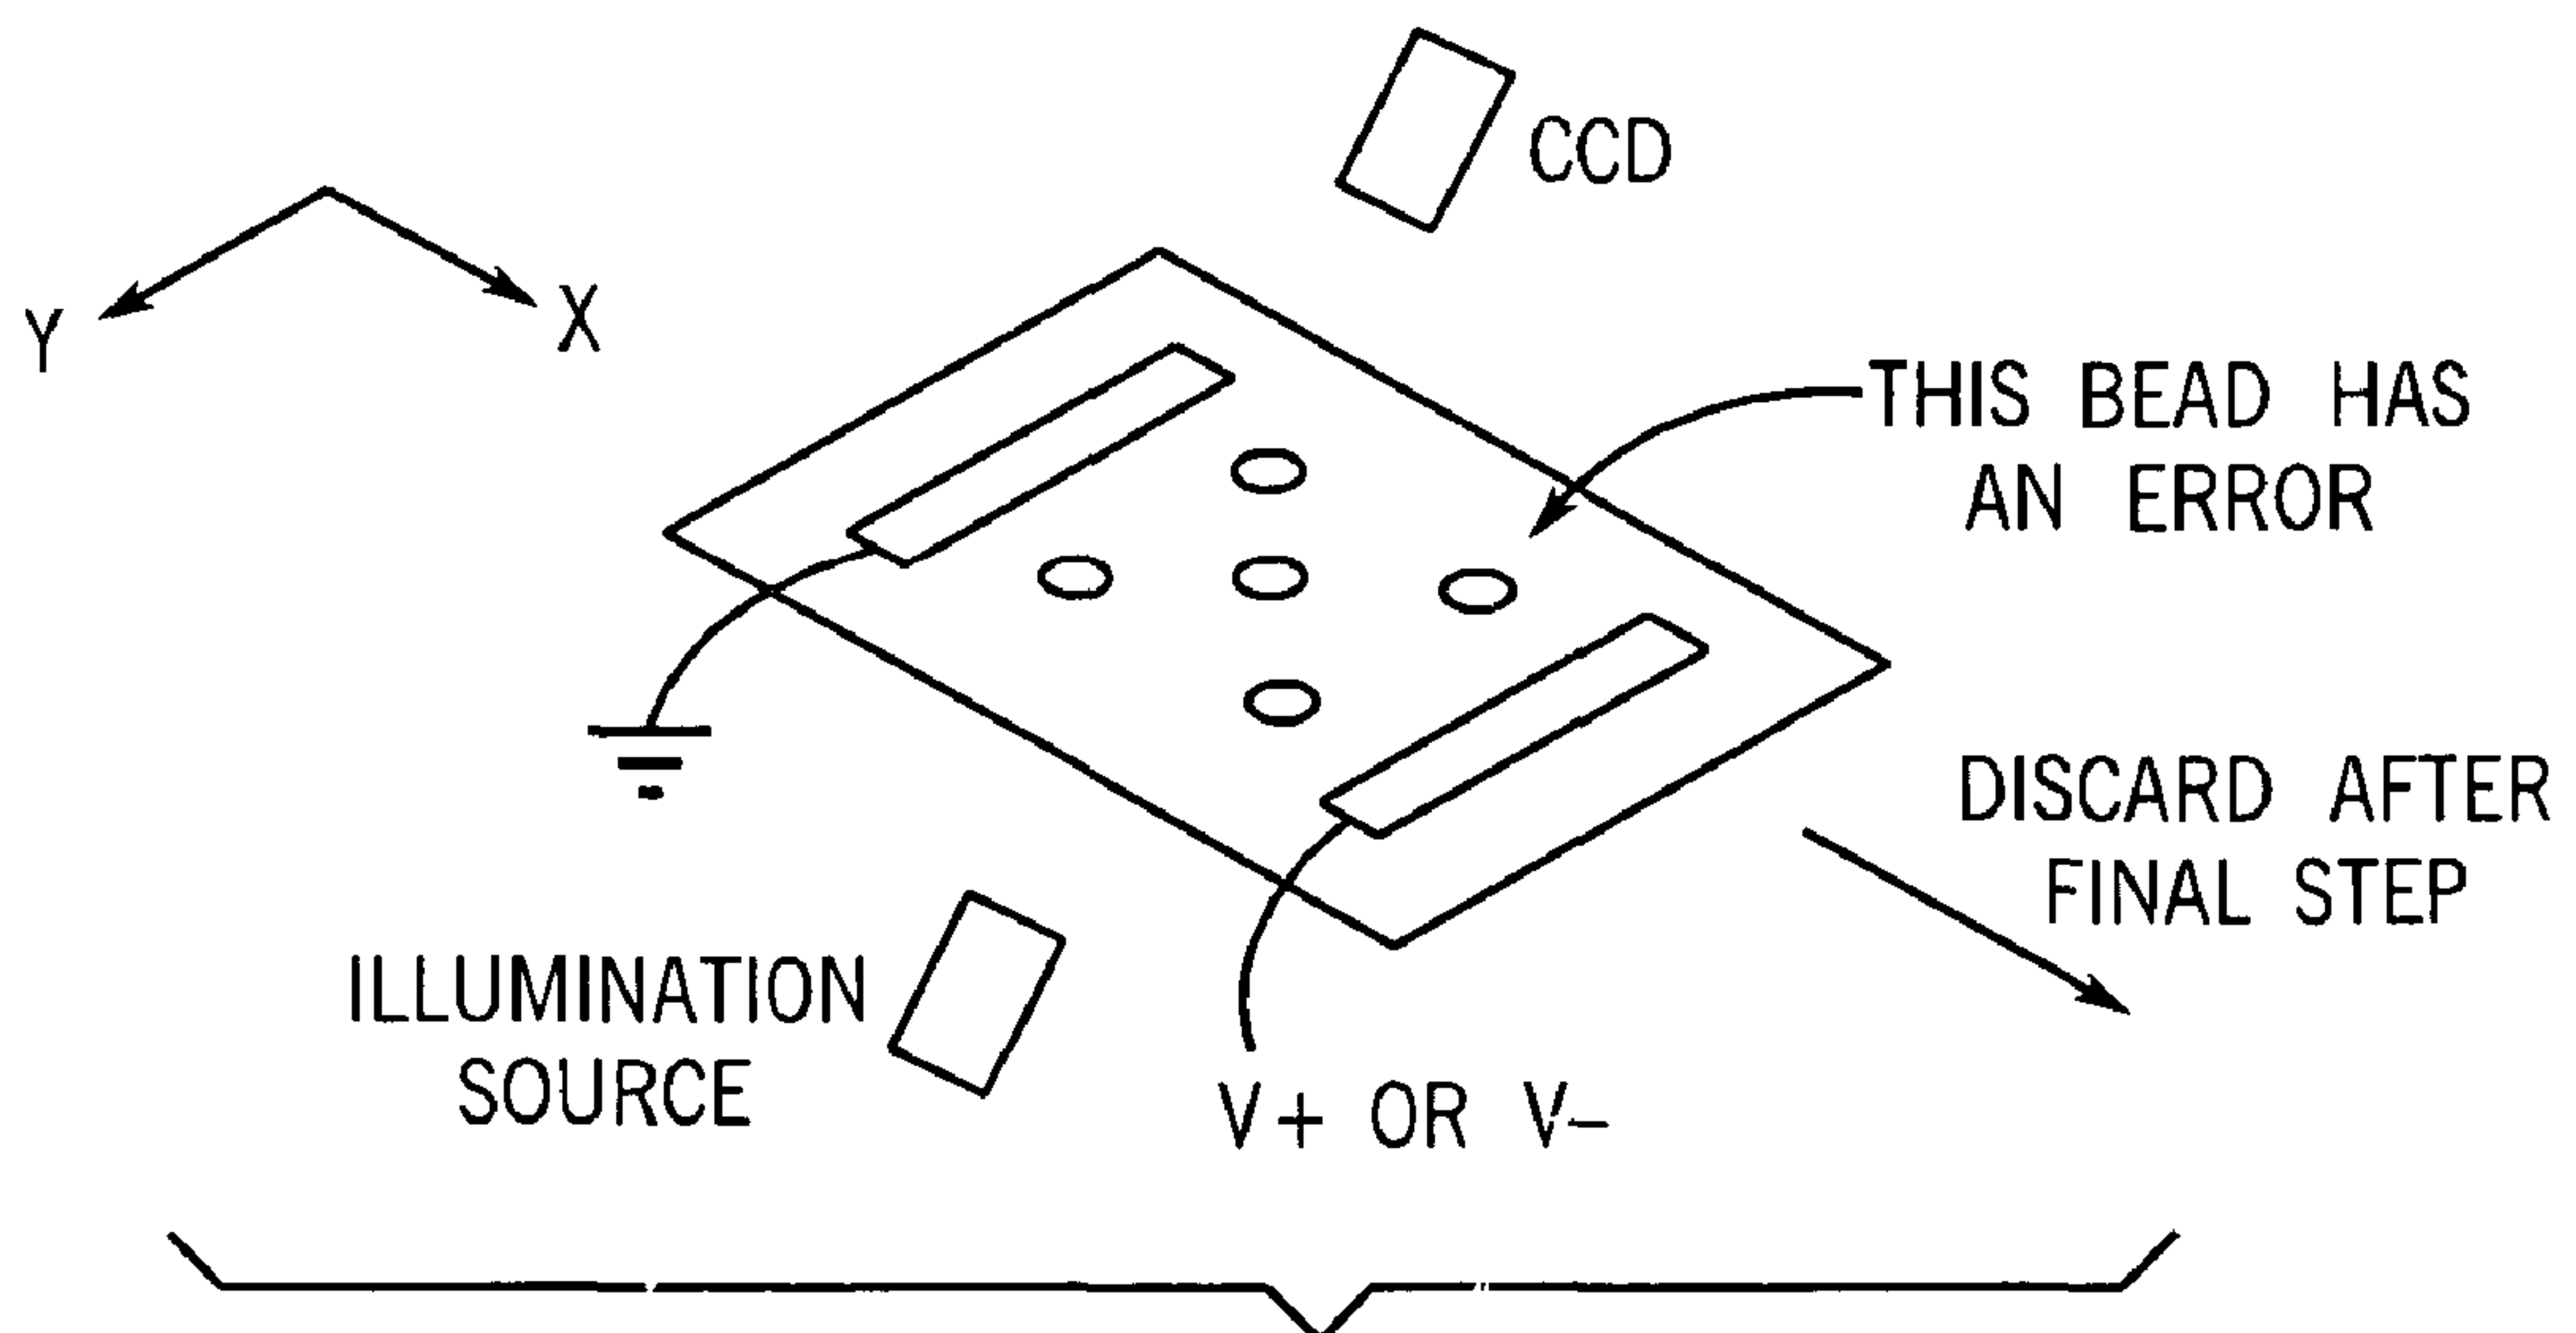 CCD
Y
X
THIS BEAD HAS
AN ERROR
DISCARD AFTER
FINAL STEP
ILLUMINATION
SOURCE
V+ OR V–